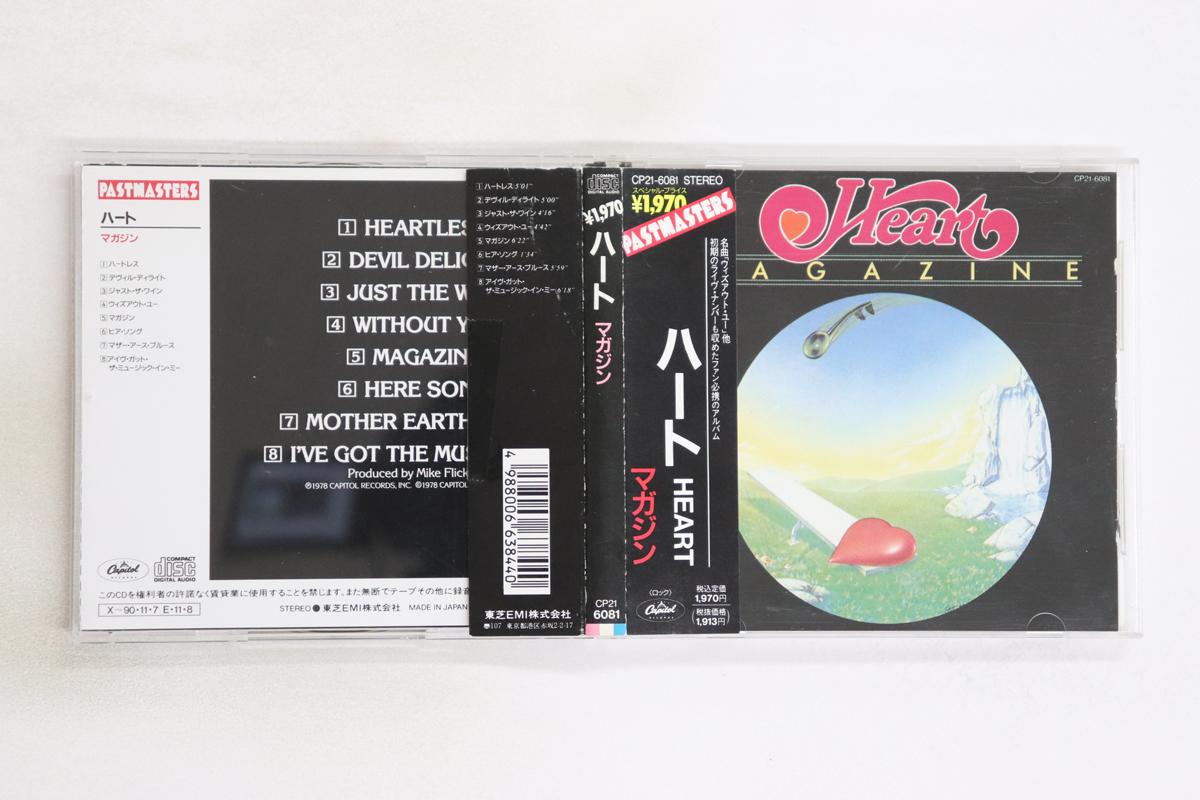 PASTMASTERS
ハート
マガジン
1 ハートレス
2 デヴィル・ディライト
3 ジャスト・ザ・ワイン
4 ウィズアウト・ユー
5 マガジン
6 ヒア・ソング
7 マザー・アース・ブルース
8 アイヴ・ガット・
ザ・ミュージック・イン・ミー
Capitol
RECORDS
COMPACT
disc
DIGITAL AUDIO
1 HEARTLES
2 DEVIL DELIG
3 JUST THE W
4 WITHOUT Y
5 MAGAZIN
6 HERE SON
7 MOTHER EARTH
8 I'VE GOT THE MUS
Produced by Mike Flick
℗1978 CAPITOL RECORDS, INC. ©1978 CAPITOL
このCDを権利者の許諾なく賃貸業に使用することを禁じます。また無断でテープその他に録音
X〜90・11・7 E・11・8
STEREO ● 東芝EMI株式会社 MADE IN JAPAN
1 ハートレス 5'01"
2 デヴィル・ディライト 5'00"
3 ジャスト・ザ・ワイン 4'16"
4 ウィズアウト・ユー 4'42"
5 マガジン 6'22"
6 ヒア・ソング 1'34"
7 マザー・アース・ブルース 5'59"
8 アイヴ・ガット・
ザ・ミュージック・イン・ミー 6'18"
4988006638440
東芝EMI株式会社
●107 東京都港区赤坂2-2-17
COMPACT
disc
DIGITAL AUDIO
¥1,970
ハート
マガジン
CP21
6081
CP21-6081 STEREO
スペシャル・プライス
¥1,970
PASTMASTERS
名曲「ウィズアウト・ユー」他
初期のライヴ・ナンバーも収めたファン必携のアルバム
ハート
HEART
マガジン
〈ロック〉
Capitol
RECORDS
税込定価
1,970円
(税抜価格)
1,913円
CP21-6081
Heart
AGAZINE